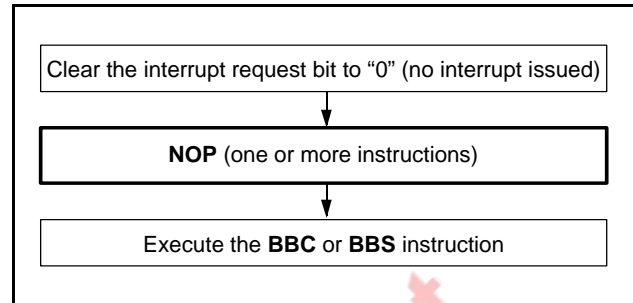 Clear the interrupt request bit to “0” (no interrupt issued)
NOP (one or more instructions)
Execute the BBC or BBS instruction